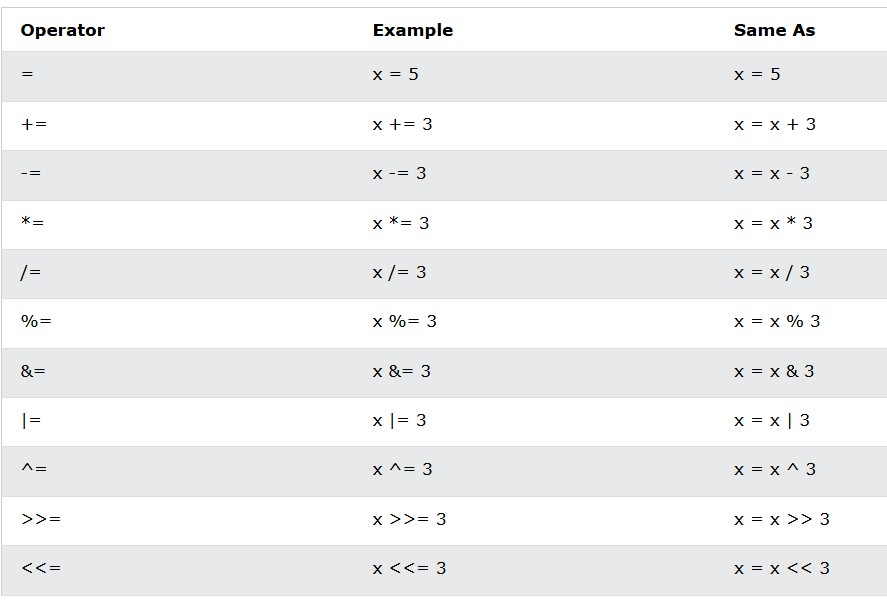 Operator Example Same As
= x = 5 x = 5
+= x += 3 x = x + 3
-= x -= 3 x = x - 3
*= x *= 3 x = x * 3
/= x /= 3 x = x / 3
%= x %= 3 x = x % 3
&= x &= 3 x = x & 3
|= x |= 3 x = x | 3
^= x ^= 3 x = x ^ 3
>>= x >>= 3 x = x >> 3
<<= x <<= 3 x = x << 3